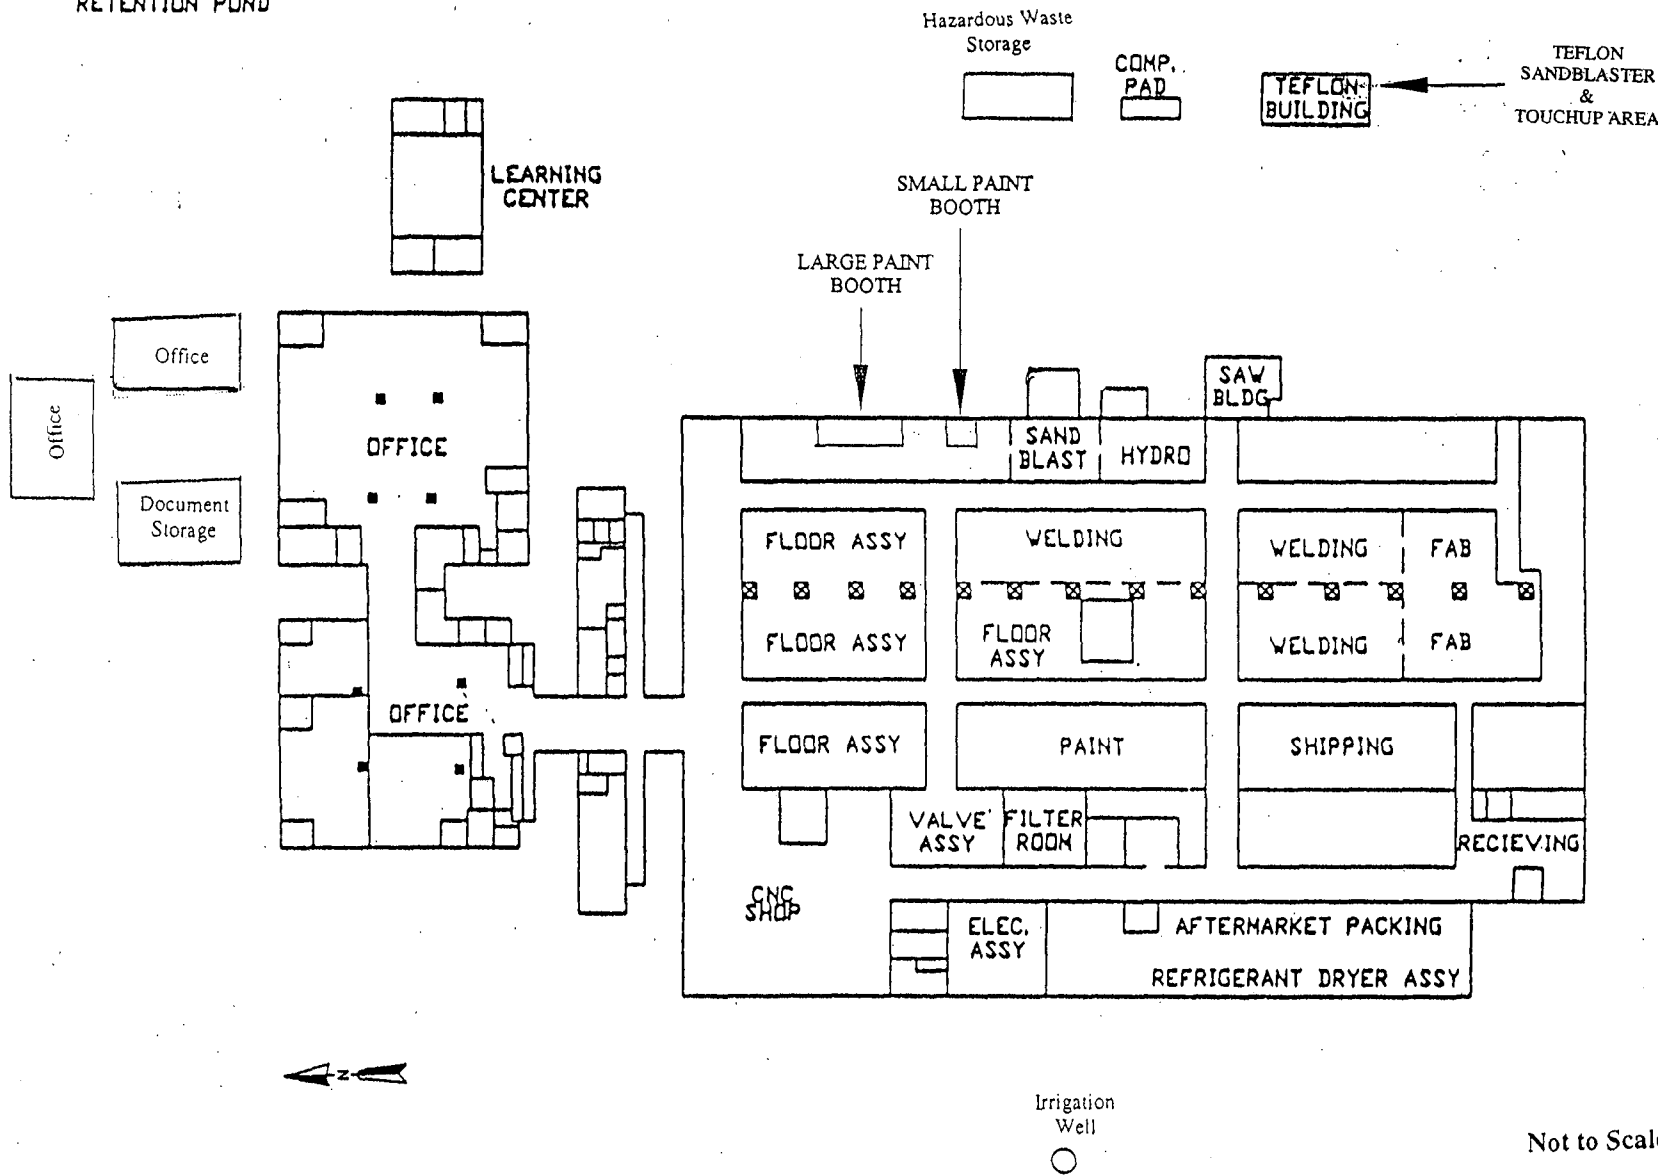 RETENTION POND
Hazardous Waste
Storage
COMP.
PAD
TEFLON
BUILDING
TEFLON
SANDBLASTER
&
TOUCHUP AREA
LEARNING
CENTER
SMALL PAINT
BOOTH
LARGE PAINT
BOOTH
Office
Office
Document
Storage
OFFICE
SAW
BLDG
SAND
BLAST
HYDRO
FLOOR ASSY
WELDING
WELDING
FAB
FLOOR ASSY
FLOOR
ASSY
WELDING
FAB
OFFICE
FLOOR ASSY
PAINT
SHIPPING
VALVE
ASSY
FILTER
ROOM
RECIEVING
CNC
SHOP
ELEC.
ASSY
AFTERMARKET PACKING
REFRIGERANT DRYER ASSY
N
Irrigation
Well
Not to Scale